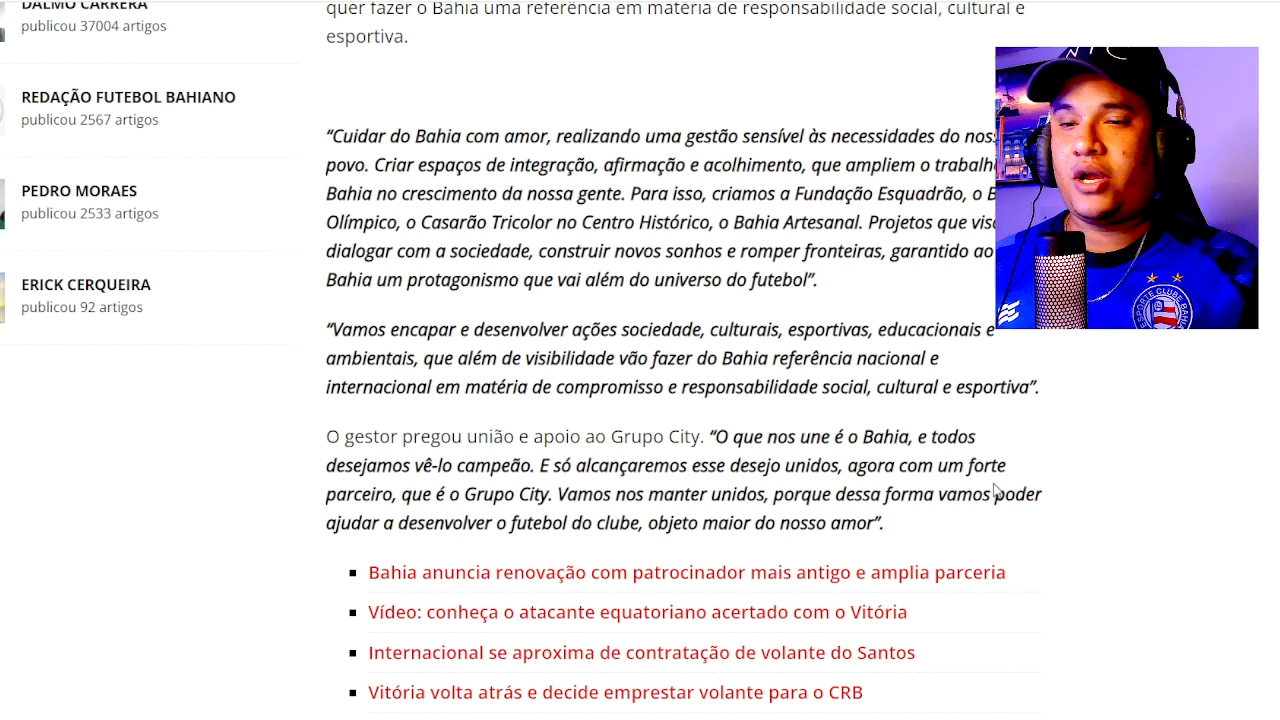 DALMO CARRERA
publicou 37004 artigos
REDAÇÃO FUTEBOL BAHIANO
publicou 2567 artigos
PEDRO MORAES
publicou 2533 artigos
ERICK CERQUEIRA
publicou 92 artigos
quer fazer o Bahia uma referência em matéria de responsabilidade social, cultural e
esportiva.
“Cuidar do Bahia com amor, realizando uma gestão sensível às necessidades do
povo. Criar espaços de integração, afirmação e acolhimento, que ampliem o
Bahia no crescimento da nossa gente. Para isso, criamos a Fundação Esquadrão, o
Olímpico, o Casarão Tricolor no Centro Histórico, o Bahia Artesanal. Projetos que
dialogar com a sociedade, construir novos sonhos e romper fronteiras, garantido ao
Bahia um protagonismo que vai além do universo do futebol”.
“Vamos encapar e desenvolver ações sociedade, culturais, esportivas, educacionais e
ambientais, que além de visibilidade vão fazer do Bahia referência nacional e
internacional em matéria de compromisso e responsabilidade social, cultural e esportiva”.
O gestor pregou união e apoio ao Grupo City. “O que nos une é o Bahia, e todos
desejamos vê-lo campeão. E só alcançaremos esse desejo unidos, agora com um forte
parceiro, que é o Grupo City. Vamos nos manter unidos, porque dessa forma vamos poder
ajudar a desenvolver o futebol do clube, objeto maior do nosso amor”.
Bahia anuncia renovação com patrocinador mais antigo e amplia parceria
Vídeo: conheça o atacante equatoriano acertado com o Vitória
Internacional se aproxima de contratação de volante do Santos
Vitória volta atrás e decide emprestar volante para o CRB